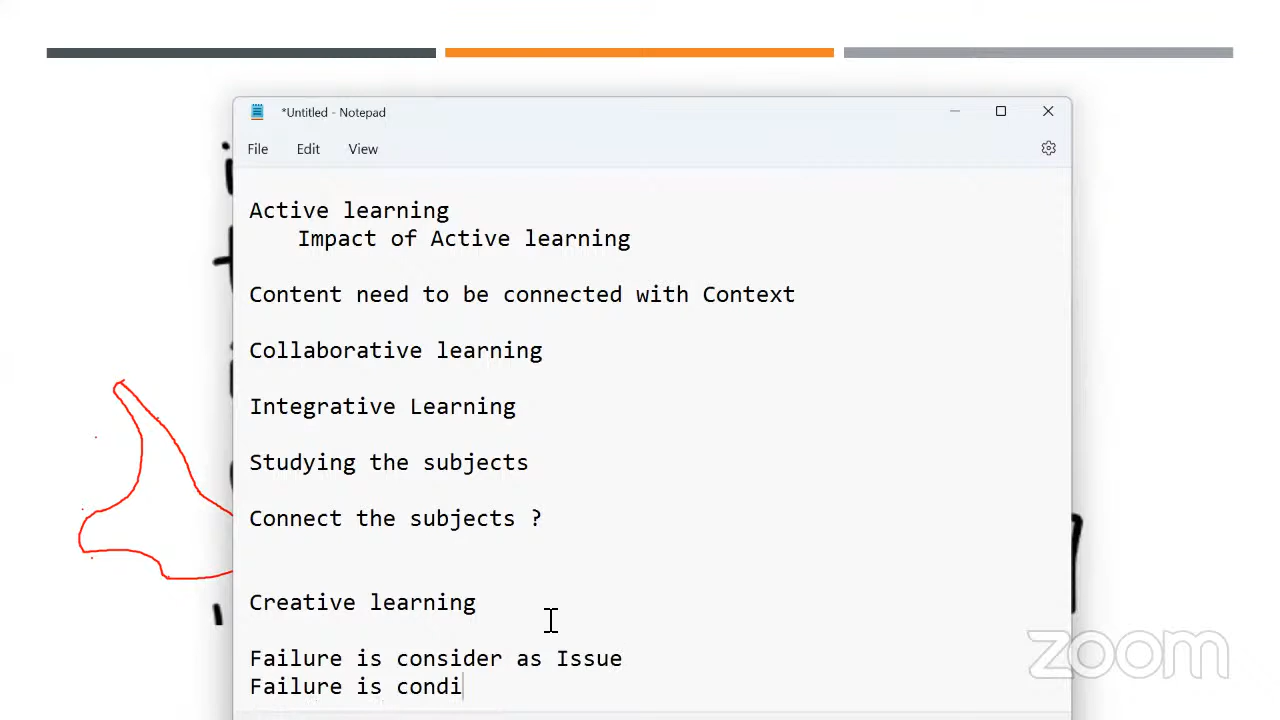 *Untitled - Notepad
File Edit View
Active learning
Impact of Active learning
Content need to be connected with Context
Collaborative learning
Integrative Learning
Studying the subjects
Connect the subjects ?
Creative learning
Failure is consider as Issue
Failure is condi
zoom